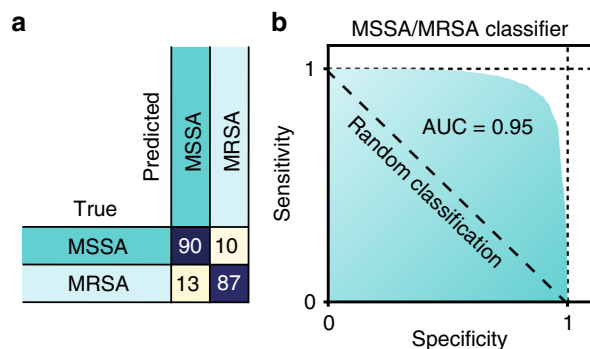 a
Predicted
MSSA
MRSA
True
MSSA
90
10
MRSA
13
87
b
MSSA/MRSA classifier
Sensitivity
1
0
AUC = 0.95
Random classification
0
1
Specificity